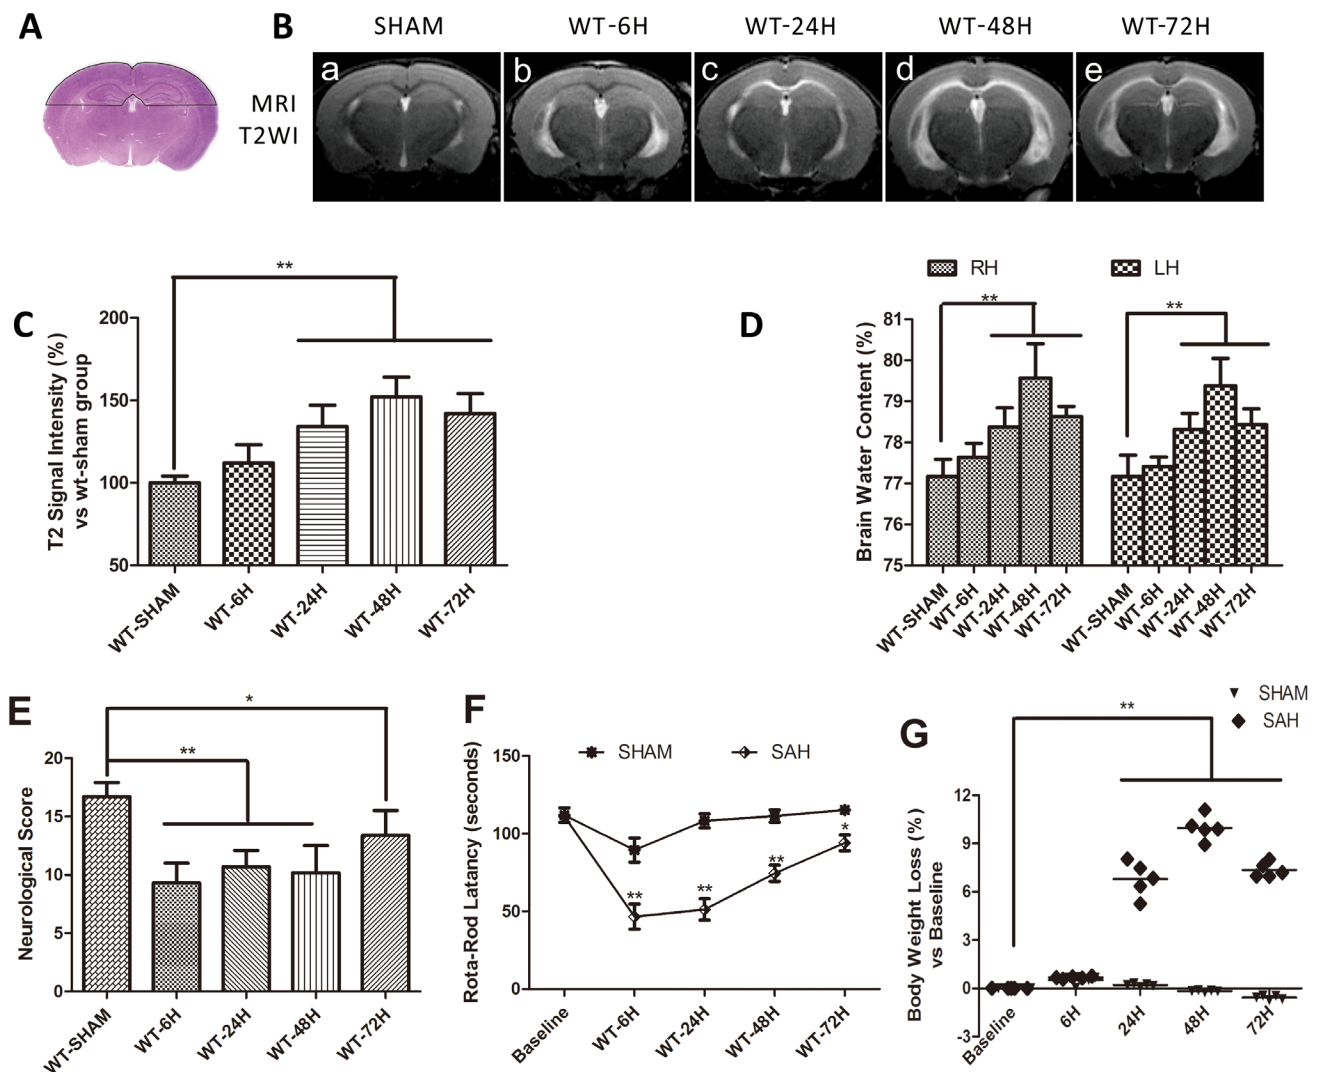 A
B
SHAM WT-6H WT-24H WT-48H WT-72H
MRI
T2WI
a b c d e
C
**
T2 Signal Intensity (%)
vs wt-sham group
200
150
100
50
WT-SHAM WT-6H WT-24H WT-48H WT-72H
D
RH LH
** **
Brain Water Content (%)
81
80
79
78
77
76
75
WT-SHAM WT-6H WT-24H WT-48H WT-72H WT-SHAM WT-6H WT-24H WT-48H WT-72H
E
*
**
Neurological Score
20
15
10
5
0
WT-SHAM WT-6H WT-24H WT-48H WT-72H
F
SHAM SAH
Rota-Rod Latancy (seconds)
150
100
50
0
** ** ** *
Baseline WT-6H WT-24H WT-48H WT-72H
G
SHAM
SAH
**
Body Weight Loss (%)
vs Baseline
12
9
6
3
0
-3
Baseline 6H 24H 48H 72H